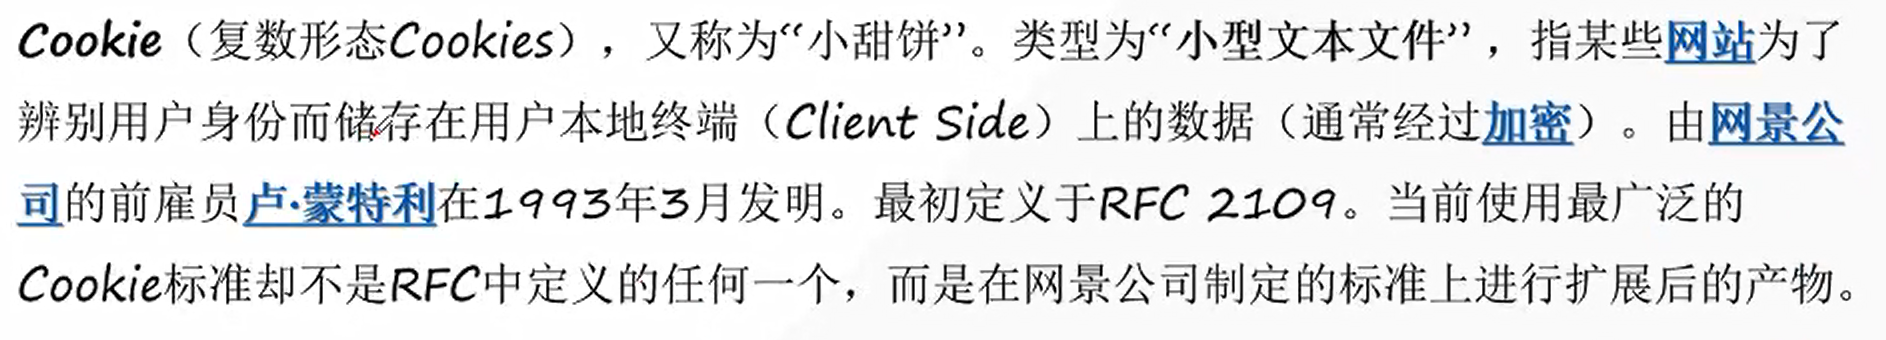 Cookie（复数形态Cookies），又称为“小甜饼”。类型为“小型文本文件”，指某些网站为了
辨别用户身份而储存在用户本地终端（Client Side）上的数据（通常经过加密）。由网景公
司的前雇员卢·蒙特利在1993年3月发明。最初定义于RFC 2109。当前使用最广泛的
Cookie标准却不是RFC中定义的任何一个，而是在网景公司制定的标准上进行扩展后的产物。